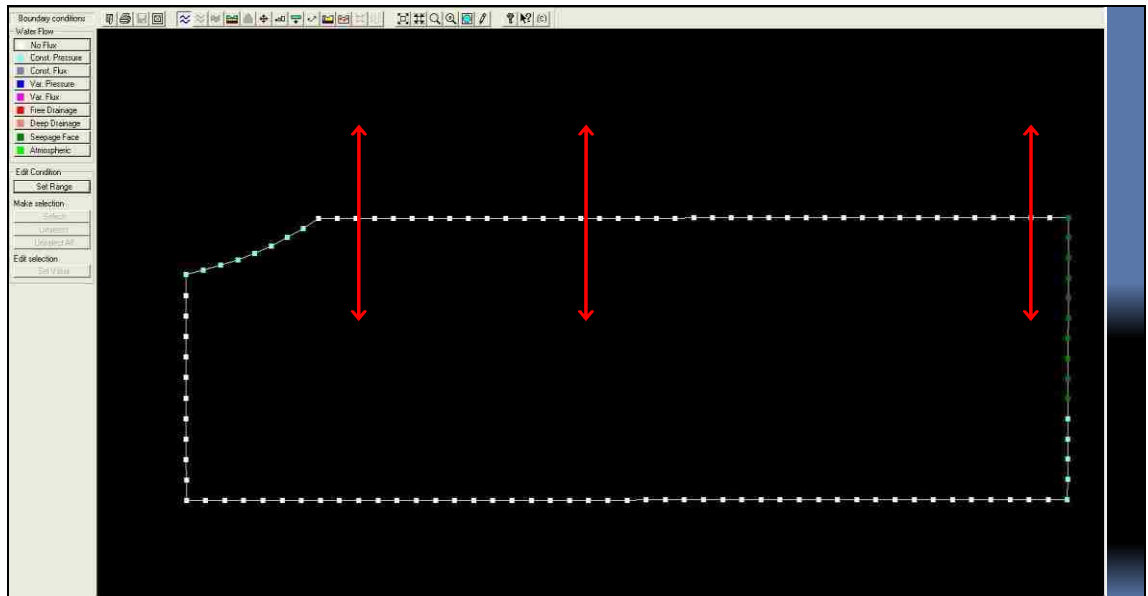 Boundary conditions
Water Flow
No Flux
Const. Pressure
Const. Flux
Var. Pressure
Var. Flux
Free Drainage
Deep Drainage
Seepage Face
Atmospheric
Edit Condition
Set Range
Make selection
Select
Unselect
Unselect All
Edit selection
Set Value